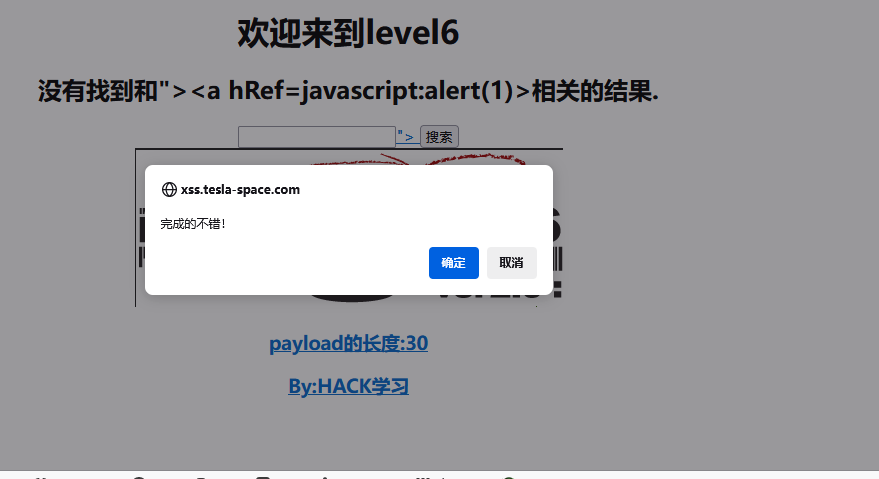 欢迎来到level6
没有找到和"><a hRef=javascript:alert(1)>相关的结果.
"> 搜索
xss.tesla-space.com
完成的不错!
确定 取消
payload的长度:30
By:HACK学习